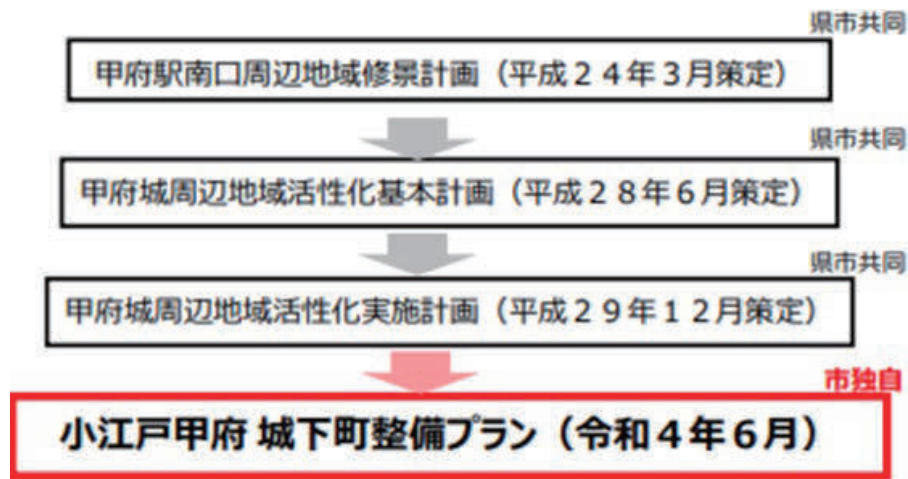 県市共同
甲府駅南口周辺地域修景計画（平成２４年３月策定）
県市共同
甲府城周辺地域活性化基本計画（平成２８年６月策定）
県市共同
甲府城周辺地域活性化実施計画（平成２９年１２月策定）
市独自
小江戸甲府 城下町整備プラン（令和４年６月）